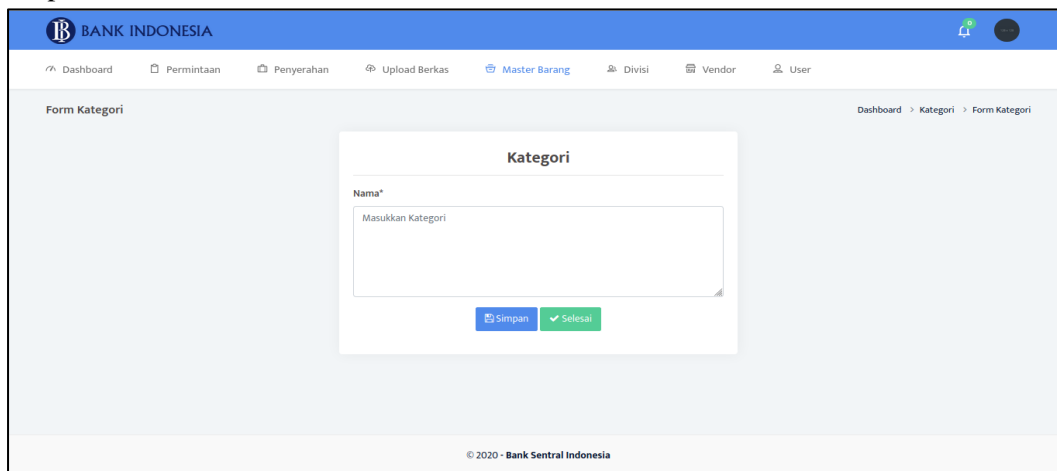 BANK INDONESIA
0
Dashboard Permintaan Penyerahan Upload Berkas Master Barang Divisi Vendor User
Form Kategori
Dashboard > Kategori > Form Kategori
Kategori
Nama*
Masukkan Kategori
Simpan Selesai
© 2020 - Bank Sentral Indonesia